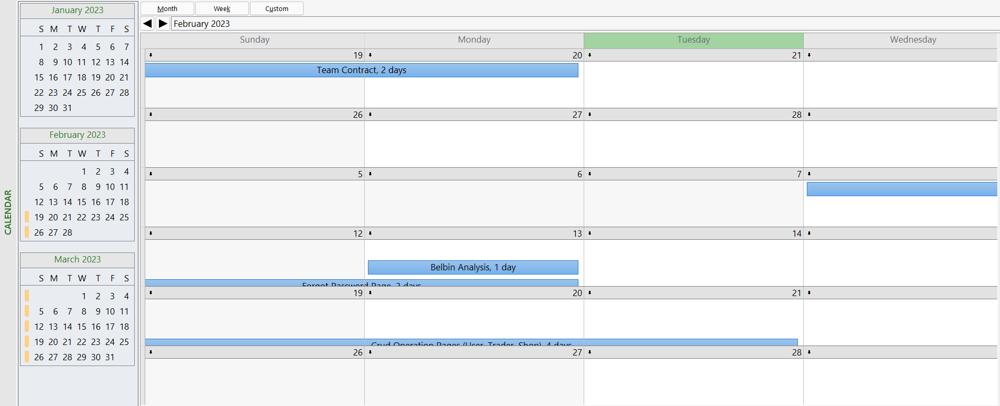 CALENDAR
January 2023
S M T W T F S
1 2 3 4 5 6 7
8 9 10 11 12 13 14
15 16 17 18 19 20 21
22 23 24 25 26 27 28
29 30 31
February 2023
S M T W T F S
1 2 3 4
5 6 7 8 9 10 11
12 13 14 15 16 17 18
19 20 21 22 23 24 25
26 27 28
March 2023
S M T W T F S
1 2 3 4
5 6 7 8 9 10 11
12 13 14 15 16 17 18
19 20 21 22 23 24 25
26 27 28 29 30 31
Month Week Custom
February 2023
Sunday Monday Tuesday Wednesday
19 20 21
Team Contract, 2 days
26 27 28
5 6 7
12 13 14
Belbin Analysis, 1 day
Forgot Password Page, 2 days
19 20 21
Crud Operation Pages (User, Trader, Shop), 4 days
26 27 28